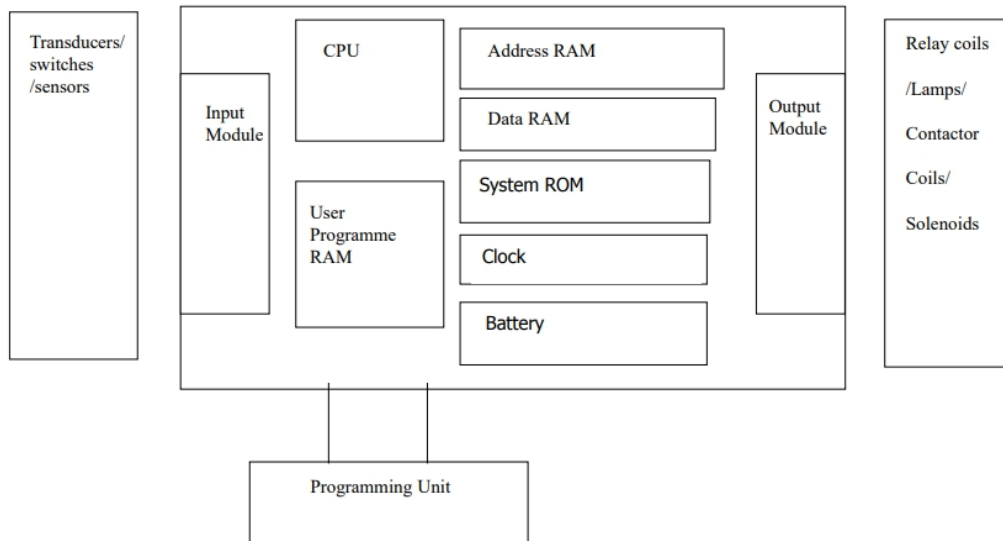 Transducers/
switches
/sensors
Input
Module
CPU
User
Programme
RAM
Address RAM
Data RAM
System ROM
Clock
Battery
Output
Module
Relay coils
/Lamps/
Contactor
Coils/
Solenoids
Programming Unit